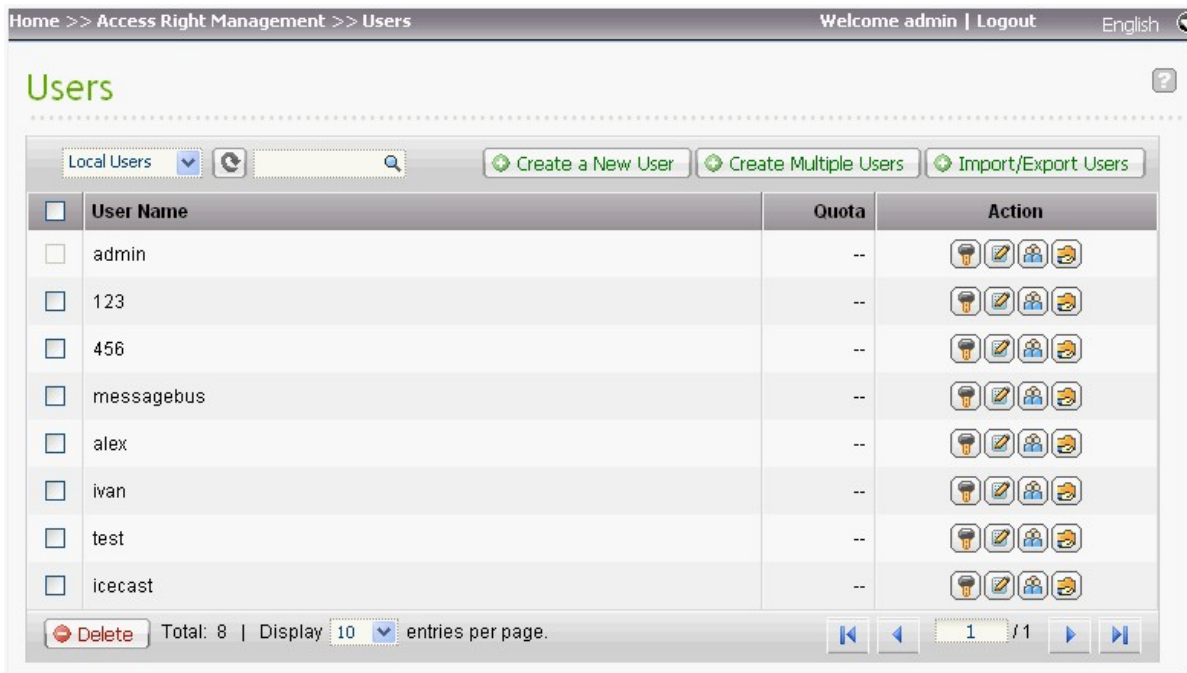 Home >> Access Right Management >> Users Welcome admin | Logout English
Users
?
Local Users Create a New User Create Multiple Users Import/Export Users
User Name Quota Action
admin --
123 --
456 --
messagebus --
alex --
ivan --
test --
icecast --
Delete Total: 8 | Display 10 entries per page. 1 / 1